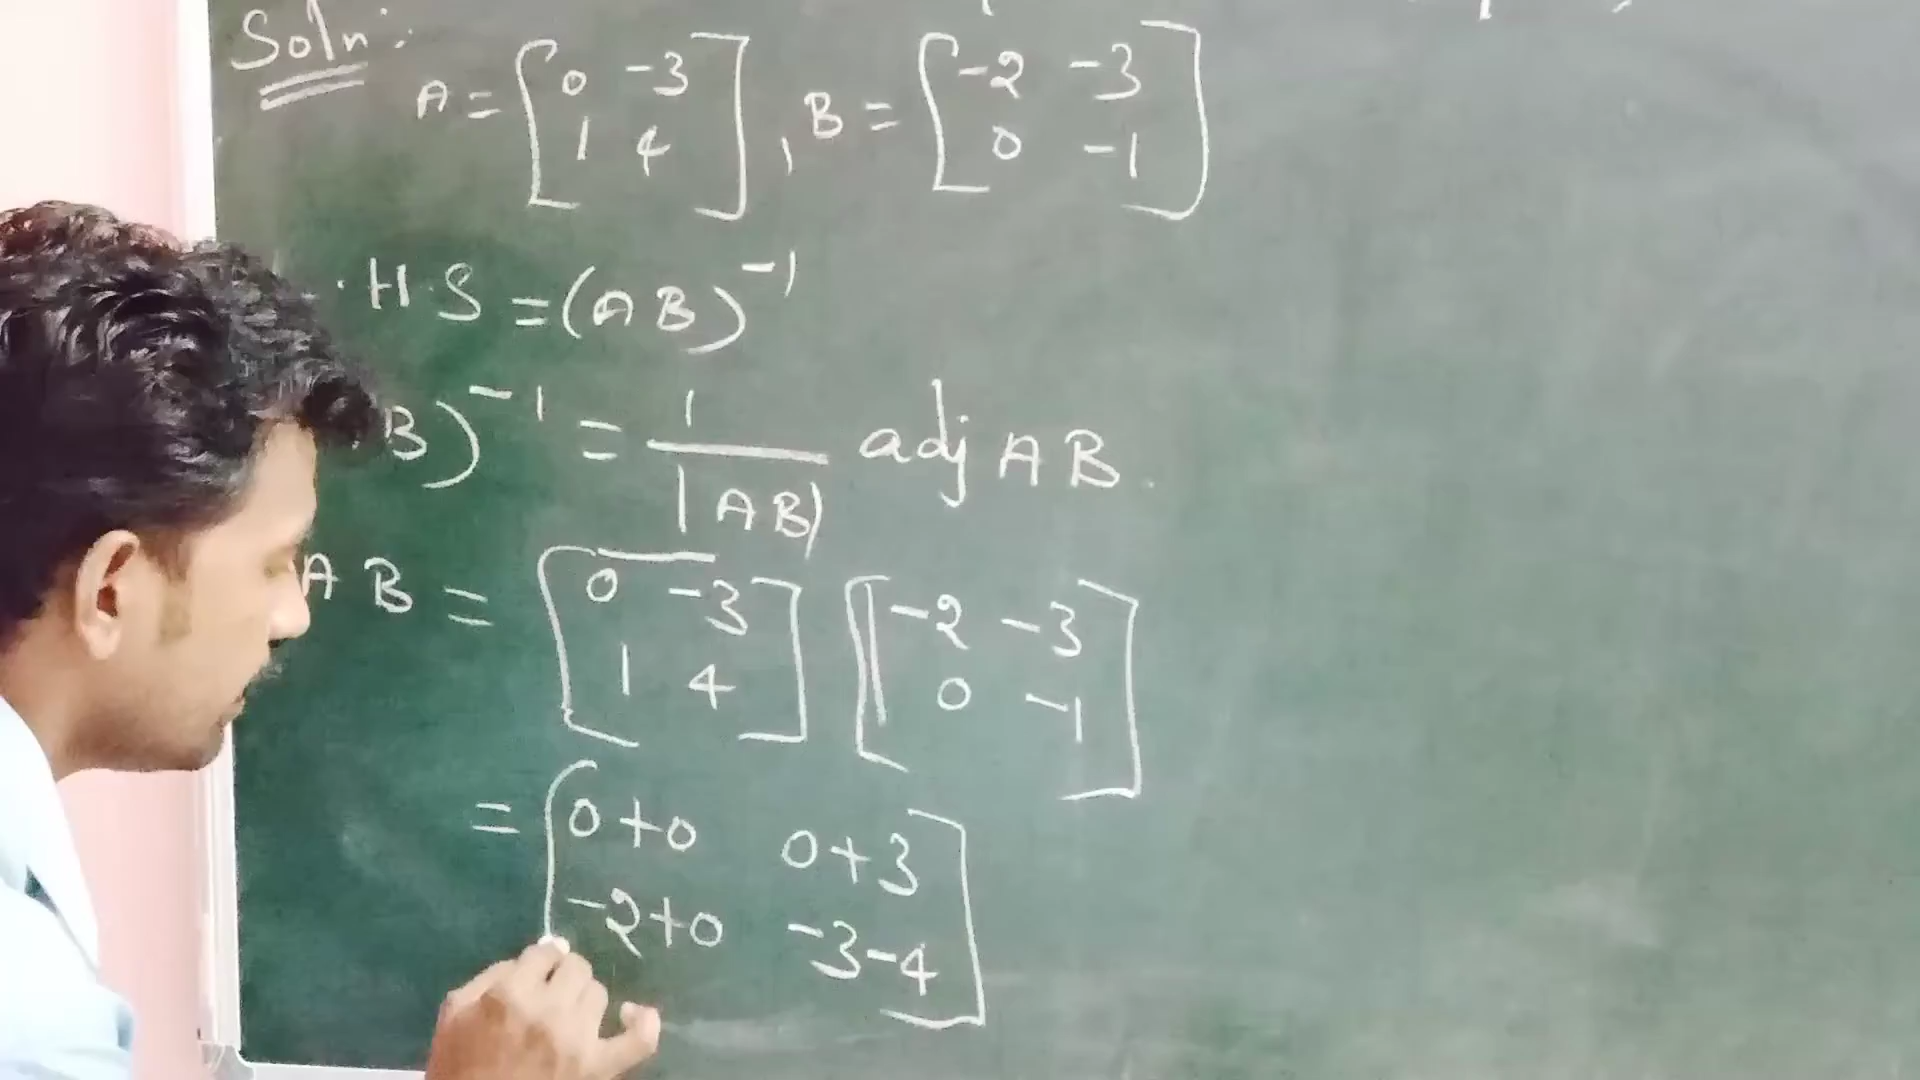 Soln:
A = [0 -3
1 4], B = [-2 -3
0 -1]
.H.S = (AB)⁻¹
B)⁻¹ = 1/|AB| adj AB.
AB = [0 -3
1 4] [-2 -3
0 -1]
= [0+0 0+3
-2+0 -3-4]